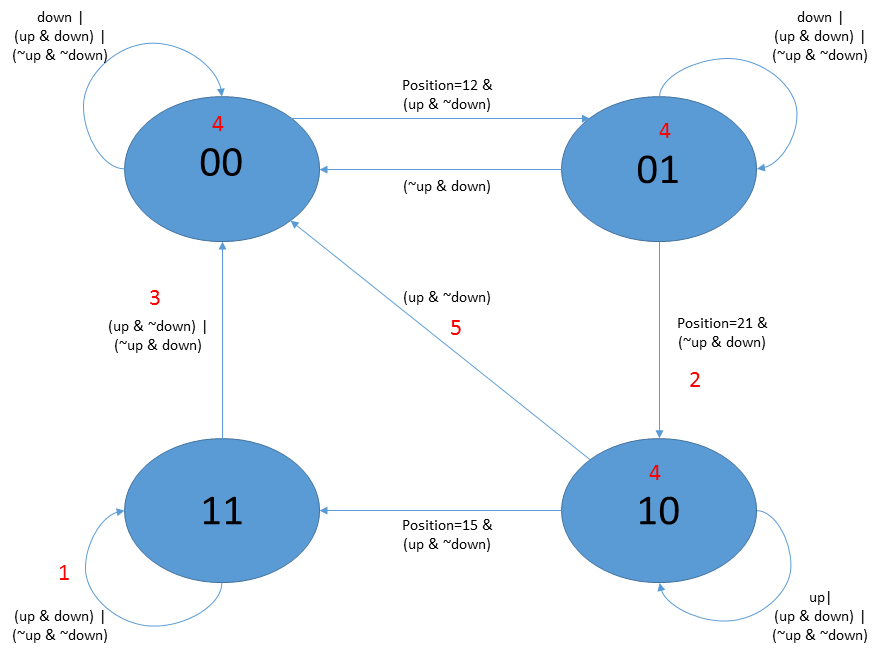 down |
(up & down) |
(~up & ~down)
down |
(up & down) |
(~up & ~down)
Position=12 &
(up & ~down)
4
00
4
01
(~up & down)
3
(up & ~down) |
(~up & down)
(up & ~down)
5
Position=21 &
(~up & down)
2
11
4
10
Position=15 &
(up & ~down)
1
(up & down) |
(~up & ~down)
up|
(up & down) |
(~up & ~down)